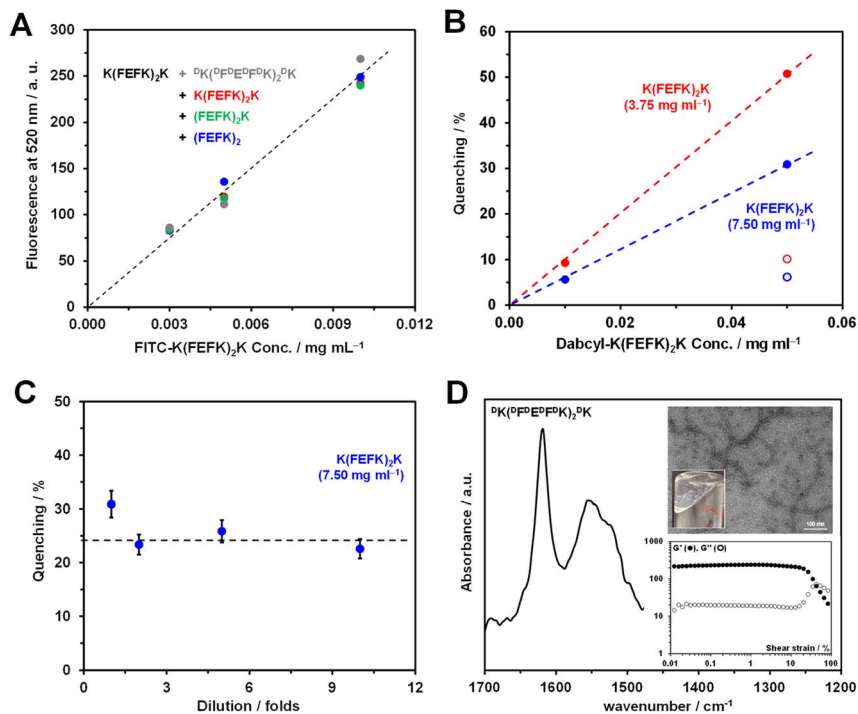 A
Fluorescence at 520 nm / a. u.
300
250
200
150
100
50
0
0.000
0.003
0.006
0.009
0.012
FITC-K(FEFK)₂K Conc. / mg mL⁻¹
K(FEFK)₂K
+ ᴰK(ᴰFᴰEᴰFᴰK)₂ᴰK
+ K(FEFK)₂K
+ (FEFK)₂K
+ (FEFK)₂
B
Quenching / %
60
50
40
30
20
10
0
0.00
0.02
0.04
0.06
Dabcyl-K(FEFK)₂K Conc. / mg ml⁻¹
K(FEFK)₂K
(3.75 mg ml⁻¹)
K(FEFK)₂K
(7.50 mg ml⁻¹)
C
Quenching / %
50
40
30
20
10
0
0
3
6
9
12
Dilution / folds
K(FEFK)₂K
(7.50 mg ml⁻¹)
D
ᴰK(ᴰFᴰEᴰFᴰK)₂ᴰK
Absorbance / a.u.
1700
1600
1500
1400
1300
1200
wavenumber / cm⁻¹
100 nm
G' (●), G'' (O)
1000
100
10
1
0.01
0.1
1
10
100
Shear strain / %